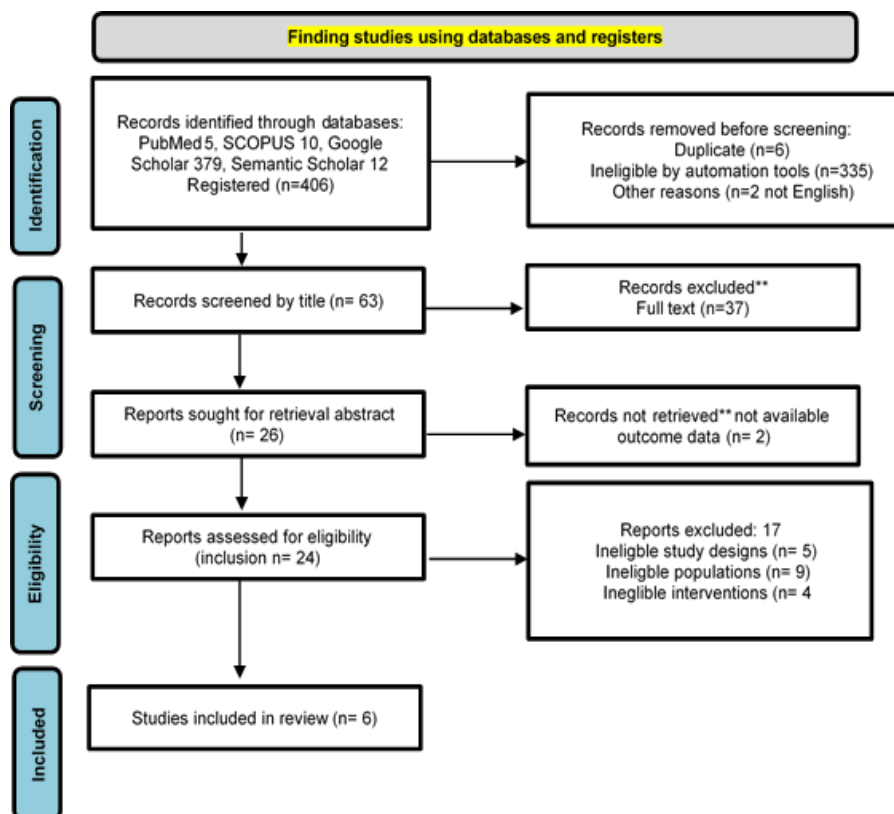 Finding studies using databases and registers
Identification
Records identified through databases:
PubMed 5, SCOPUS 10, Google
Scholar 379, Semantic Scholar 12
Registered (n=406)
Records removed before screening:
Duplicate (n=6)
Ineligible by automation tools (n=335)
Other reasons (n=2 not English)
Screening
Records screened by title (n= 63)
Records excluded**
Full text (n=37)
Reports sought for retrieval abstract
(n= 26)
Records not retrieved** not available
outcome data (n= 2)
Eligibility
Reports assessed for eligibility
(inclusion n= 24)
Reports excluded: 17
Ineligble study designs (n= 5)
Ineligble populations (n= 9)
Ineglible interventions (n= 4
Included
Studies included in review (n= 6)